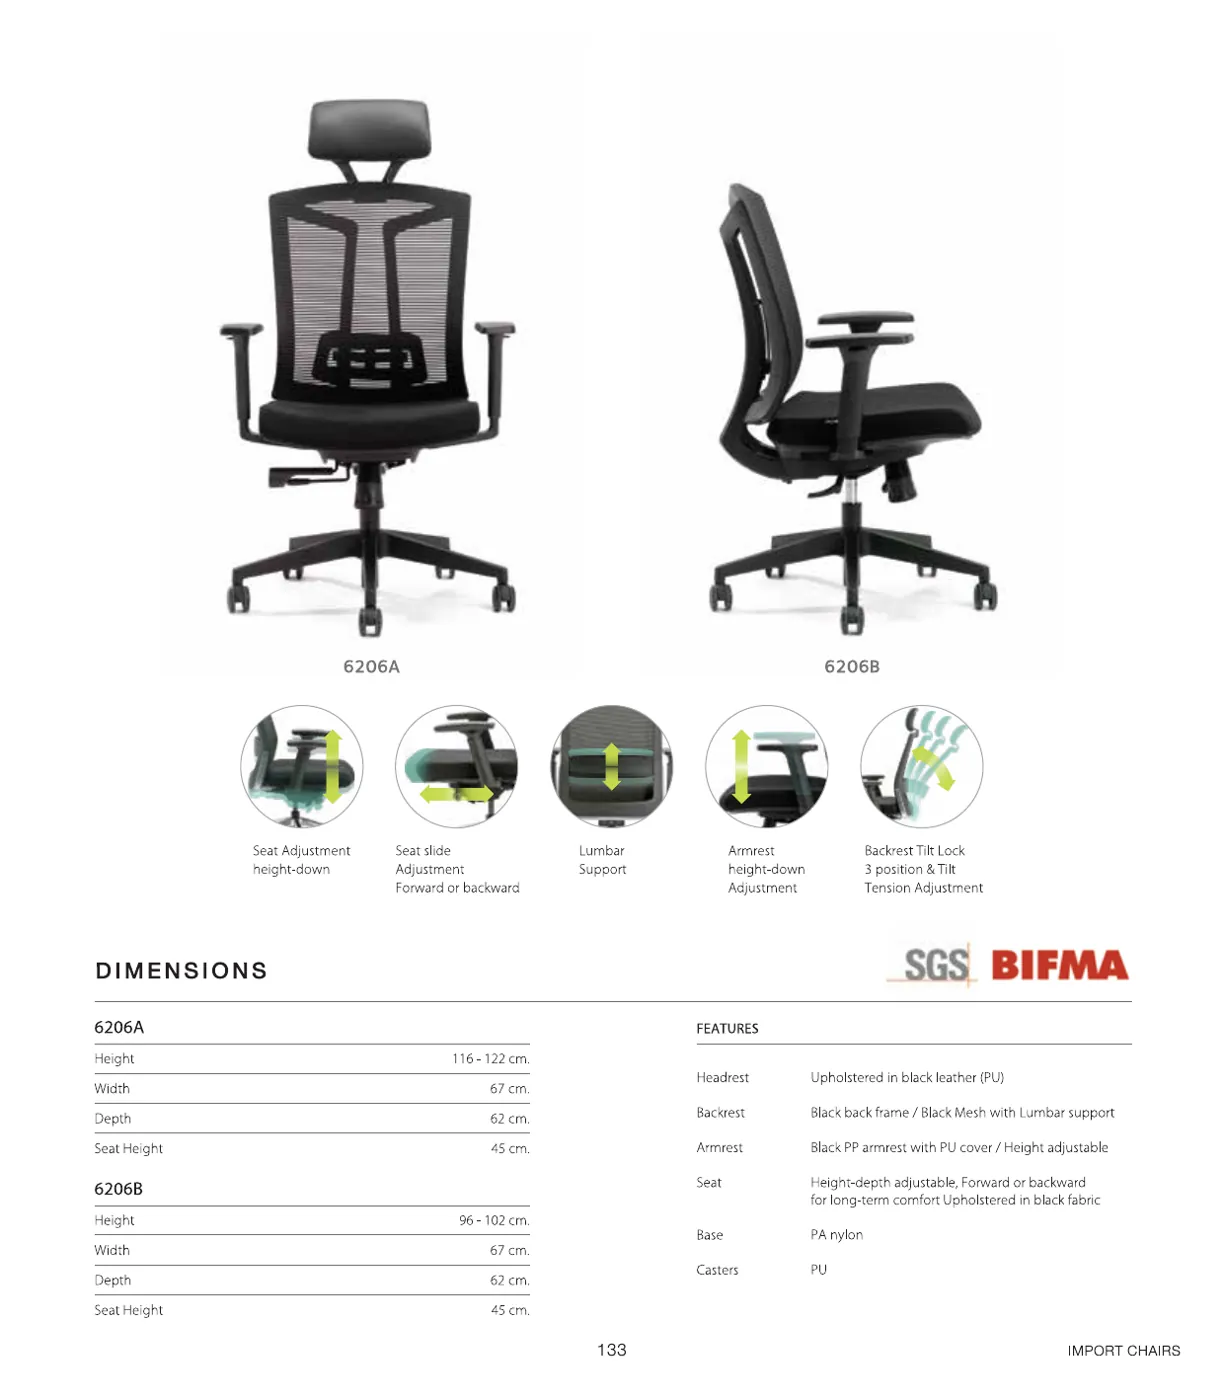 6206A
6206B
Seat Adjustment
height-down
Seat slide
Adjustment
Forward or backward
Lumbar
Support
Armrest
height-down
Adjustment
Backrest Tilt Lock
3 position & Tilt
Tension Adjustment
DIMENSIONS
SGS BIFMA
6206A
Height 116 - 122 cm.
Width 67 cm.
Depth 62 cm.
Seat Height 45 cm.
6206B
Height 96 - 102 cm.
Width 67 cm.
Depth 62 cm.
Seat Height 45 cm.
FEATURES
Headrest Upholstered in black leather (PU)
Backrest Black back frame / Black Mesh with Lumbar support
Armrest Black PP armrest with PU cover / Height adjustable
Seat Height-depth adjustable, Forward or backward
for long-term comfort Upholstered in black fabric
Base PA nylon
Casters PU
133
IMPORT CHAIRS